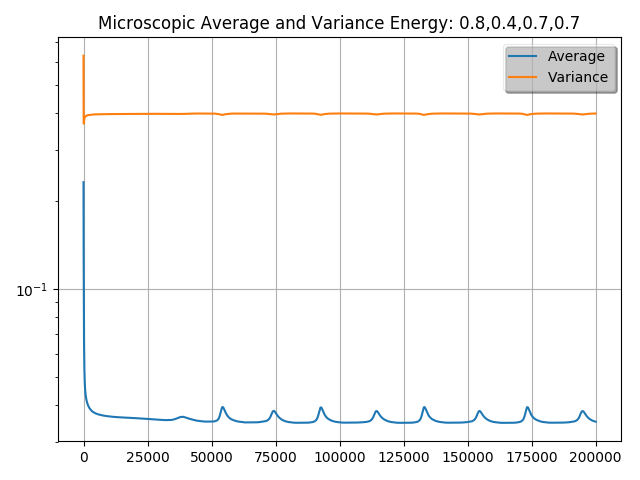 Microscopic Average and Variance Energy: 0.8,0.4,0.7,0.7
Average
Variance
10⁻¹
0 25000 50000 75000 100000 125000 150000 175000 200000